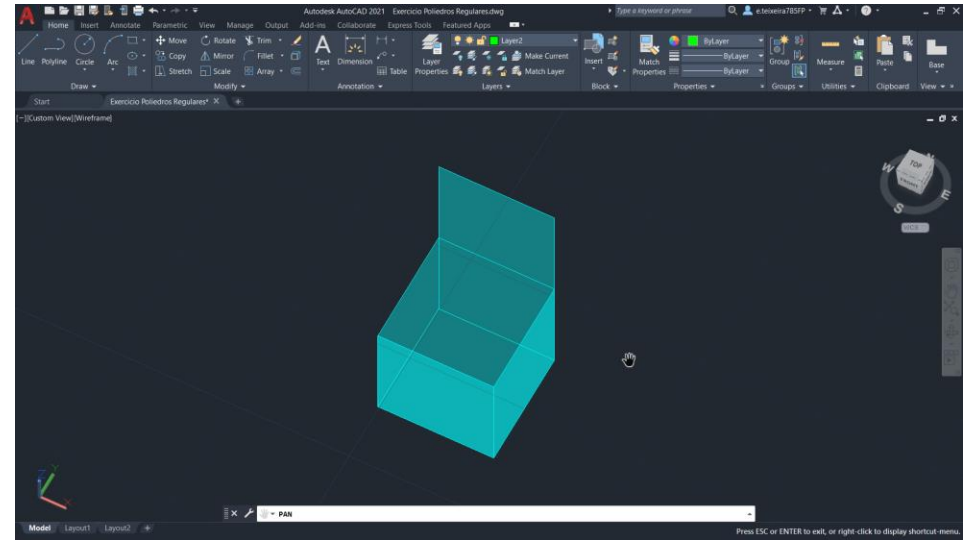 Autodesk AutoCAD 2021 Exercicio Poliedros Regulares.dwg
Type a keyword or phrase
e.teixeira785FP
Home Insert Annotate Parametric View Manage Output Add-ins Collaborate Express Tools Featured Apps
Line Polyline Circle Arc
Move Rotate Trim
Copy Mirror Fillet
Stretch Scale Array
Text Dimension
Table
Layer
Properties
Layer2
Make Current
Match Layer
Insert
Match
Properties
ByLayer
ByLayer
ByLayer
Group
Measure
Paste
Base
Draw Modify Annotation Layers Block Properties Groups Utilities Clipboard View
Start Exercicio Poliedros Regulares*
[−][Custom View][Wireframe]
N
W
TOP
FRONT
E
S
WCS
Z Y
X
PAN
Model Layout1 Layout2 +
Press ESC or ENTER to exit, or right-click to display shortcut-menu.